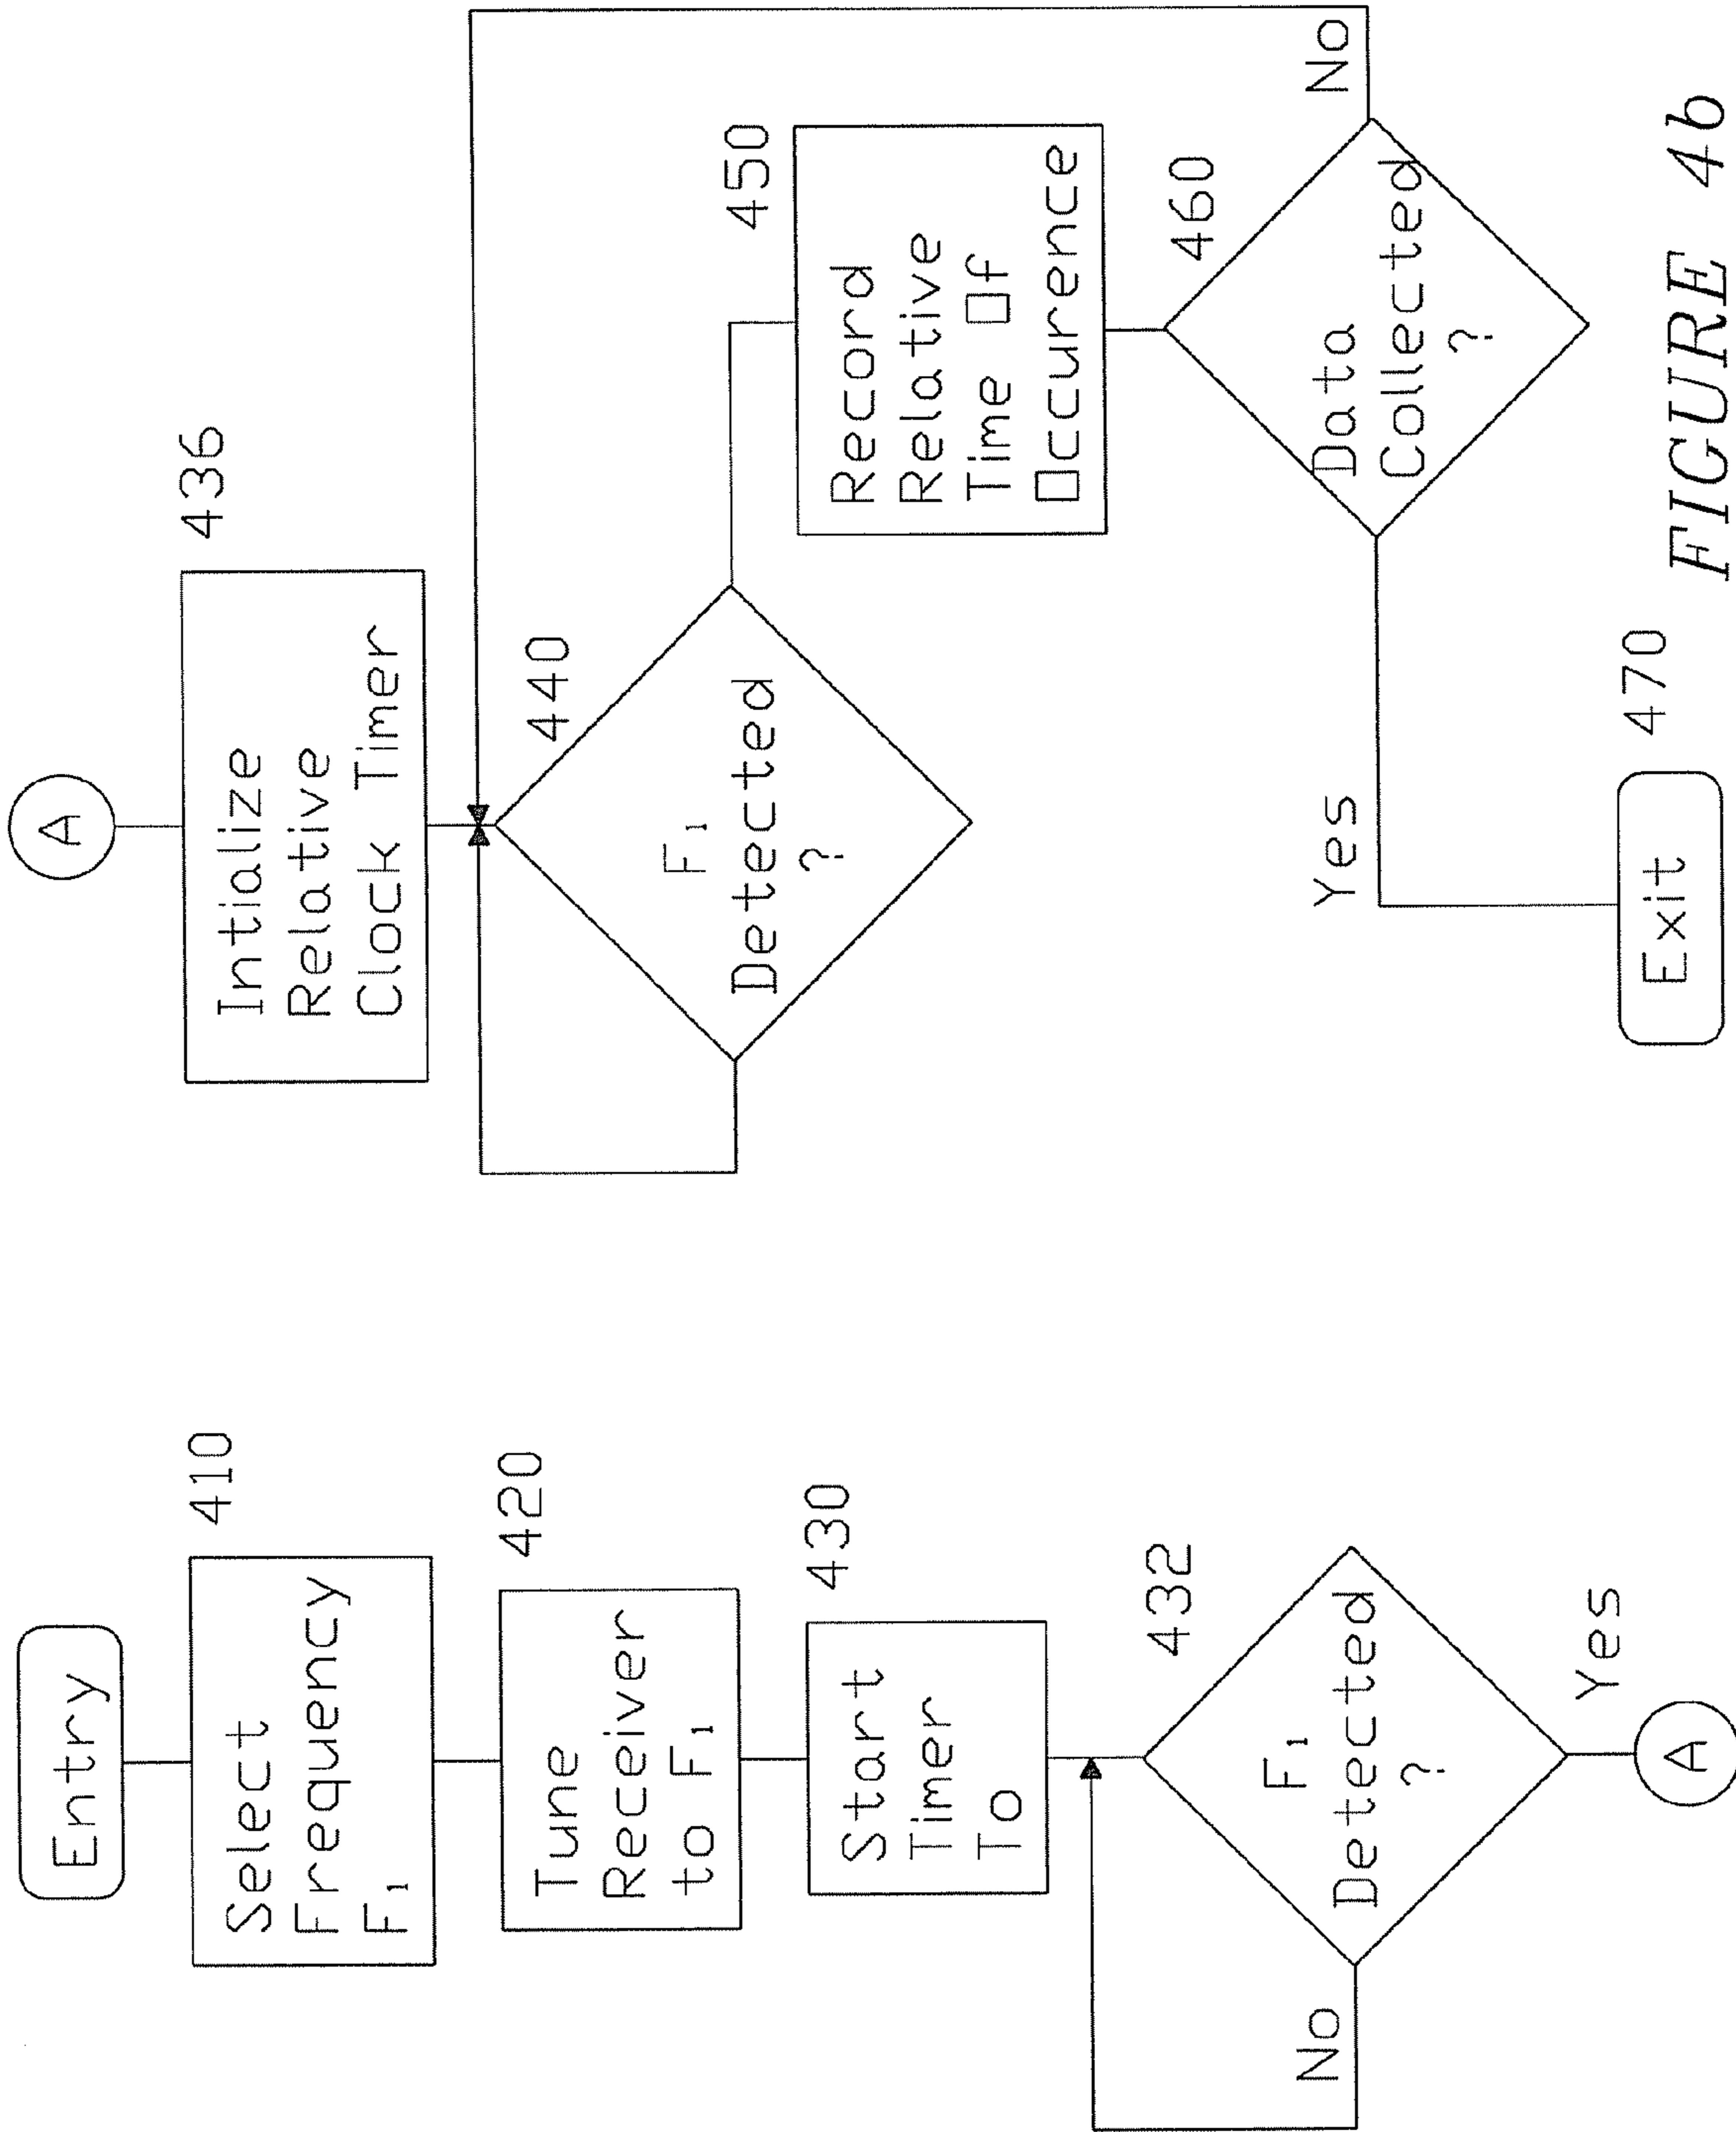 Entry
410
Select
Frequency
F₁
420
Tune
Receiver
to F₁
430
Start
Timer
To
432
F₁
Detected
?
No
Yes
A
A
436
Intialize
Relative
Clock Timer
440
F₁
Detected
?
450
Record
Relative
Time Of
Occurence
460
Data
Collected
?
No
Yes
470
Exit
FIGURE 4b